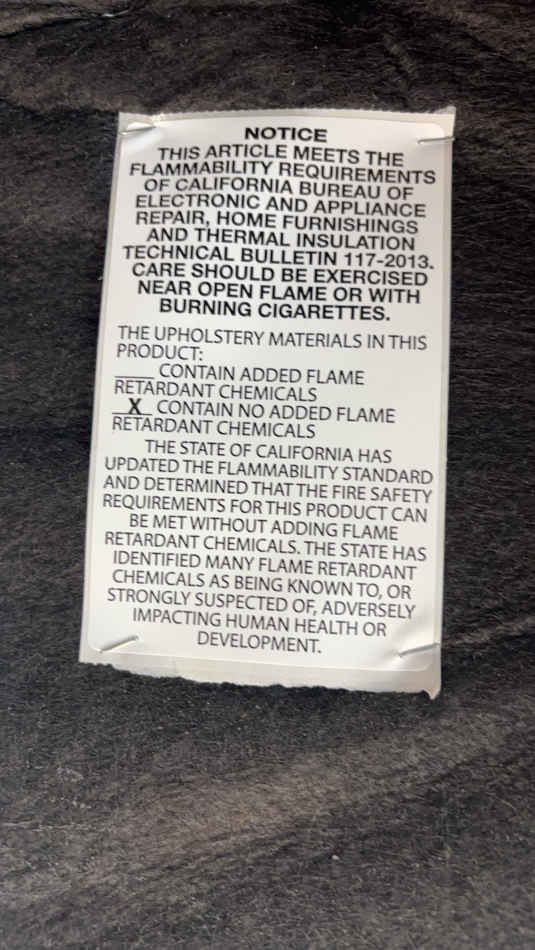 NOTICE
THIS ARTICLE MEETS THE
FLAMMABILITY REQUIREMENTS
OF CALIFORNIA BUREAU OF
ELECTRONIC AND APPLIANCE
REPAIR, HOME FURNISHINGS
AND THERMAL INSULATION
TECHNICAL BULLETIN 117-2013.
CARE SHOULD BE EXERCISED
NEAR OPEN FLAME OR WITH
BURNING CIGARETTES.
THE UPHOLSTERY MATERIALS IN THIS
PRODUCT:
____ CONTAIN ADDED FLAME
RETARDANT CHEMICALS
_X_ CONTAIN NO ADDED FLAME
RETARDANT CHEMICALS
THE STATE OF CALIFORNIA HAS
UPDATED THE FLAMMABILITY STANDARD
AND DETERMINED THAT THE FIRE SAFETY
REQUIREMENTS FOR THIS PRODUCT CAN
BE MET WITHOUT ADDING FLAME
RETARDANT CHEMICALS. THE STATE HAS
IDENTIFIED MANY FLAME RETARDANT
CHEMICALS AS BEING KNOWN TO, OR
STRONGLY SUSPECTED OF, ADVERSELY
IMPACTING HUMAN HEALTH OR
DEVELOPMENT.